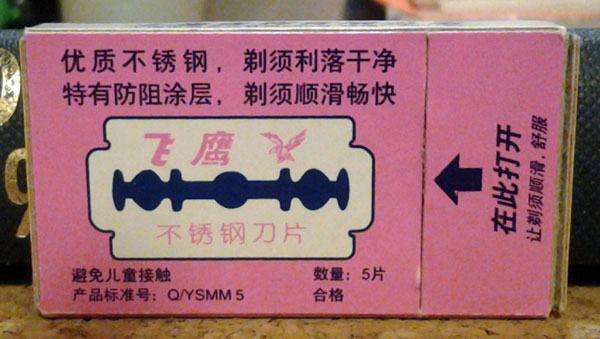 优质不锈钢，剃须利落干净
特有防阻涂层，剃须顺滑畅快
飞鹰
不锈钢刀片
避免儿童接触
产品标准号：Q/YSMM 5
数量：5片
合格
在此打开
让剃须顺滑，舒服